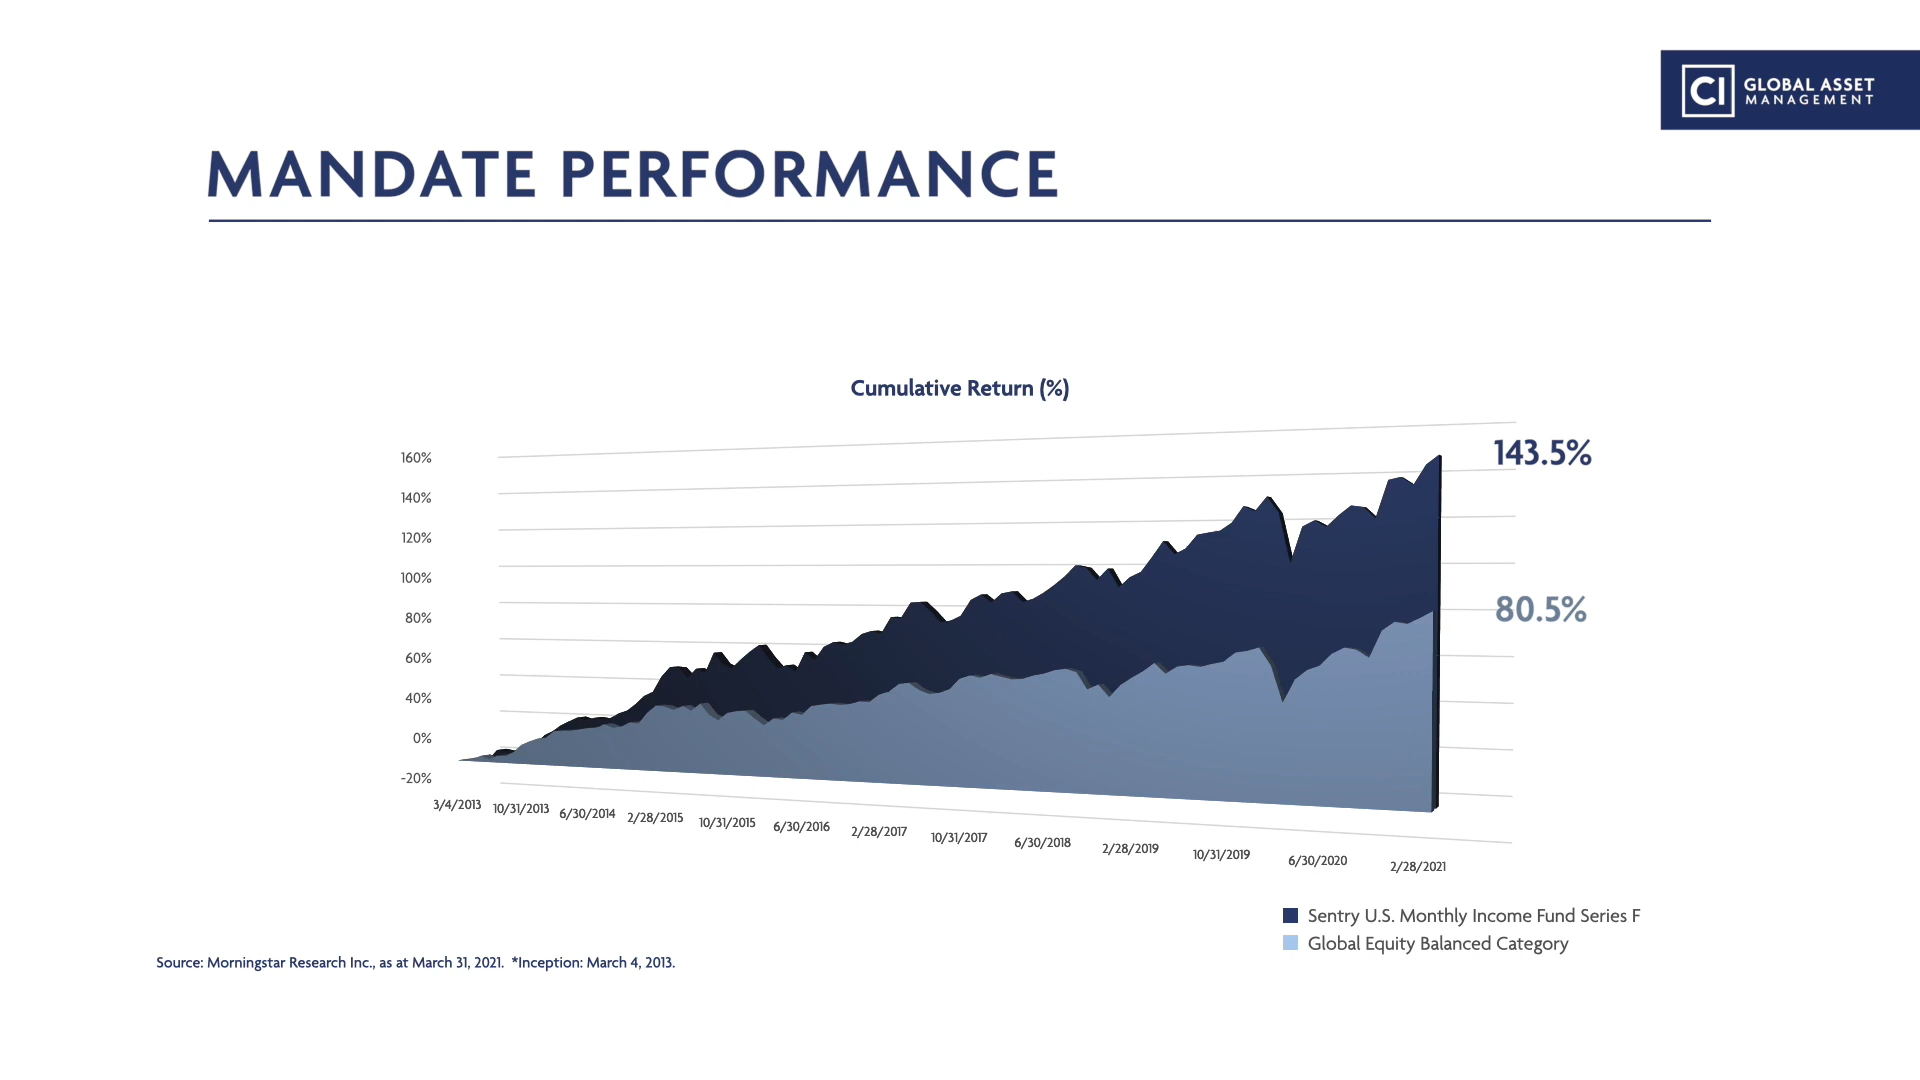 CI GLOBAL ASSET
MANAGEMENT
MANDATE PERFORMANCE
Cumulative Return (%)
160%
140%
120%
100%
80%
60%
40%
0%
-20%
143.5%
80.5%
3/4/2013 10/31/2013 6/30/2014 2/28/2015 10/31/2015 6/30/2016 2/28/2017 10/31/2017 6/30/2018 2/28/2019 10/31/2019 6/30/2020 2/28/2021
Sentry U.S. Monthly Income Fund Series F
Global Equity Balanced Category
Source: Morningstar Research Inc., as at March 31, 2021. *Inception: March 4, 2013.